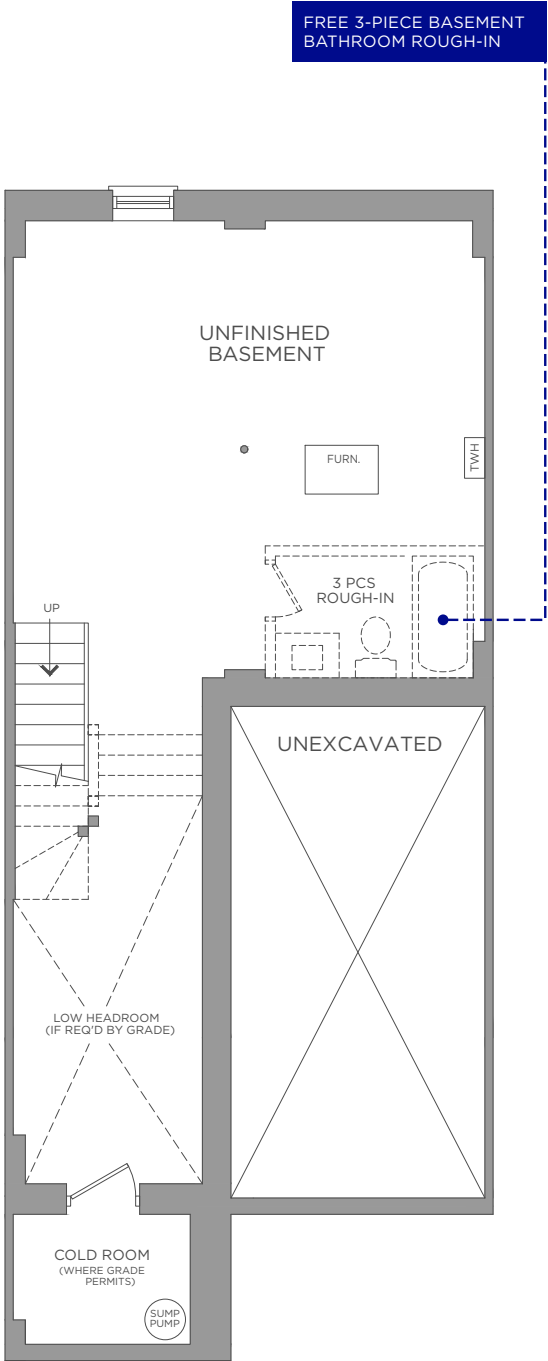 FREE 3-PIECE BASEMENT
BATHROOM ROUGH-IN
UNFINISHED
BASEMENT
FURN.
TWH
3 PCS
ROUGH-IN
UP
UNEXCAVATED
LOW HEADROOM
(IF REQ'D BY GRADE)
COLD ROOM
(WHERE GRADE
PERMITS)
SUMP
PUMP